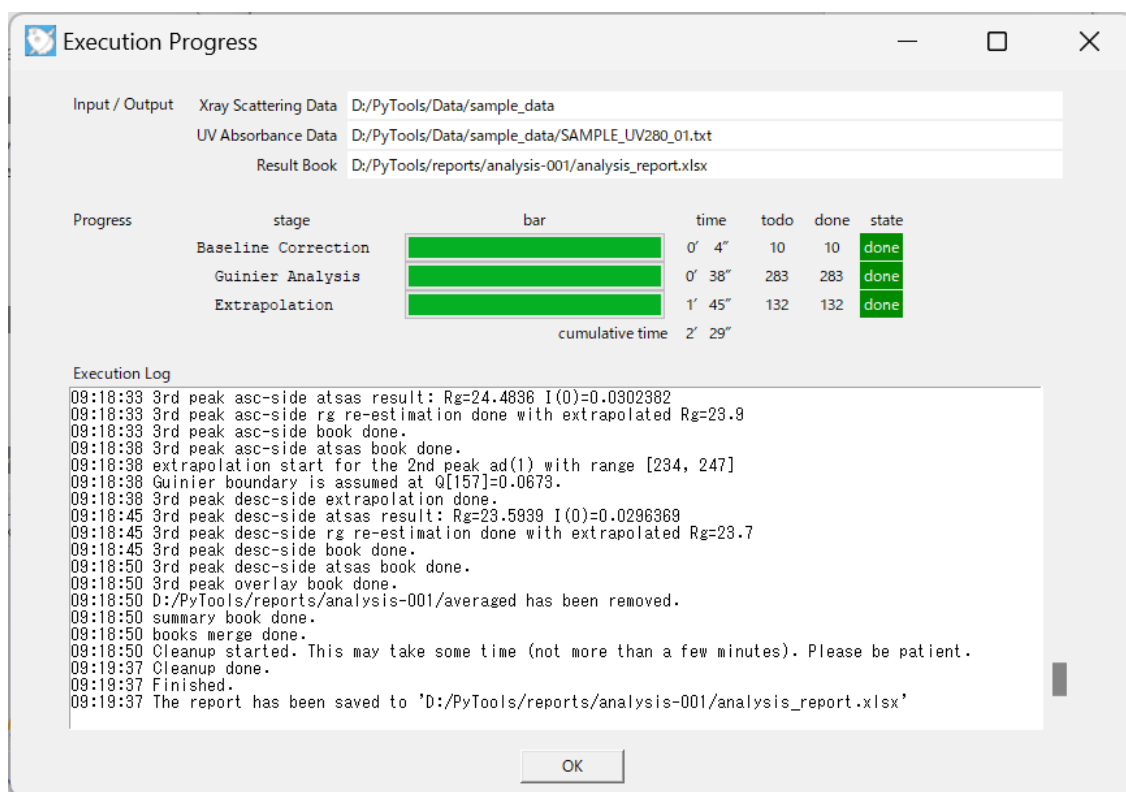 Execution Progress
Input / Output Xray Scattering Data D:/PyTools/Data/sample_data
UV Absorbance Data D:/PyTools/Data/sample_data/SAMPLE_UV280_01.txt
Result Book D:/PyTools/reports/analysis-001/analysis_report.xlsx
Progress stage bar time todo done state
Baseline Correction 0′ 4″ 10 10 done
Guinier Analysis 0′ 38″ 283 283 done
Extrapolation 1′ 45″ 132 132 done
cumulative time 2′ 29″
Execution Log
09:18:33 3rd peak asc-side atsas result: Rg=24.4836 I(0)=0.0302382
09:18:33 3rd peak asc-side rg re-estimation done with extrapolated Rg=23.9
09:18:33 3rd peak asc-side book done.
09:18:38 3rd peak asc-side atsas book done.
09:18:38 extrapolation start for the 2nd peak ad(1) with range [234, 247]
09:18:38 Guinier boundary is assumed at Q[157]=0.0673.
09:18:38 3rd peak desc-side extrapolation done.
09:18:45 3rd peak desc-side atsas result: Rg=23.5939 I(0)=0.0296369
09:18:45 3rd peak desc-side rg re-estimation done with extrapolated Rg=23.7
09:18:45 3rd peak desc-side book done.
09:18:50 3rd peak desc-side atsas book done.
09:18:50 3rd peak overlay book done.
09:18:50 D:/PyTools/reports/analysis-001/averaged has been removed.
09:18:50 summary book done.
09:18:50 books merge done.
09:18:50 Cleanup started. This may take some time (not more than a few minutes). Please be patient.
09:19:37 Cleanup done.
09:19:37 Finished.
09:19:37 The report has been saved to 'D:/PyTools/reports/analysis-001/analysis_report.xlsx'
OK